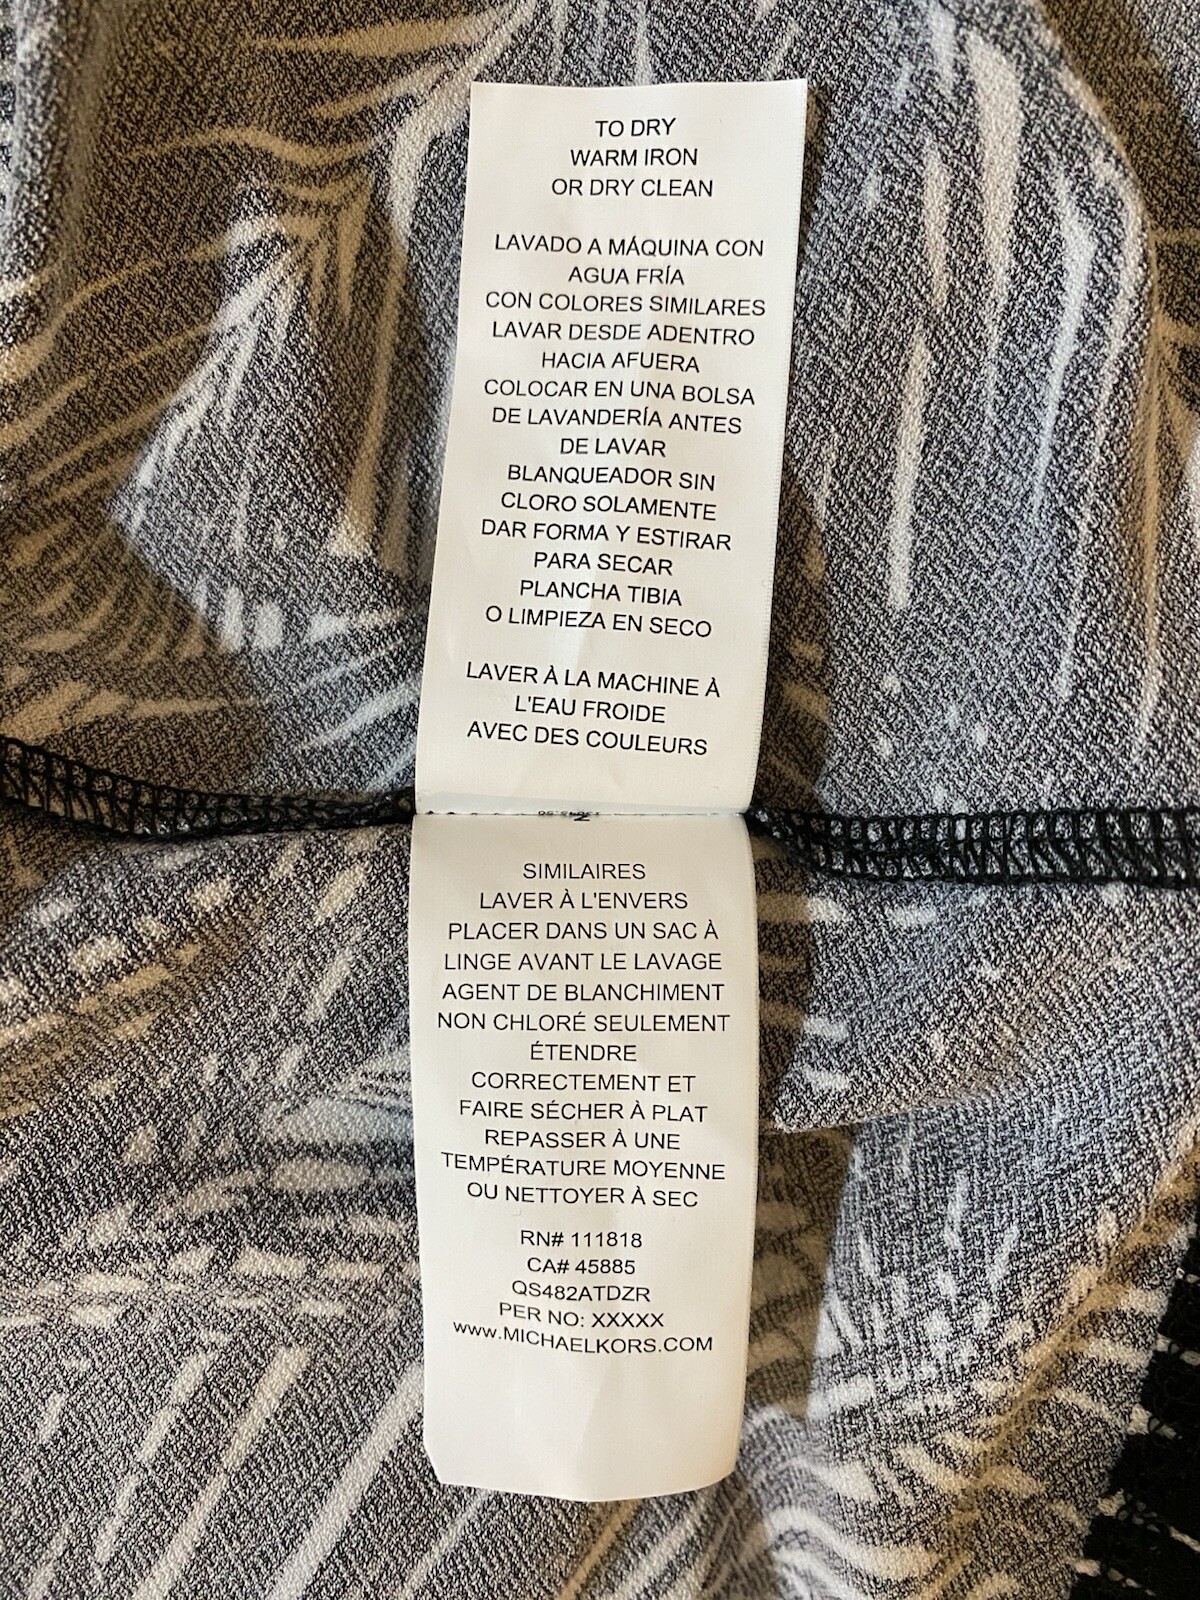 TO DRY
WARM IRON
OR DRY CLEAN
LAVADO A MÁQUINA CON
AGUA FRÍA
CON COLORES SIMILARES
LAVAR DESDE ADENTRO
HACIA AFUERA
COLOCAR EN UNA BOLSA
DE LAVANDERÍA ANTES
DE LAVAR
BLANQUEADOR SIN
CLORO SOLAMENTE
DAR FORMA Y ESTIRAR
PARA SECAR
PLANCHA TIBIA
O LIMPIEZA EN SECO
LAVER À LA MACHINE À
L'EAU FROIDE
AVEC DES COULEURS
SIMILAIRES
LAVER À L'ENVERS
PLACER DANS UN SAC À
LINGE AVANT LE LAVAGE
AGENT DE BLANCHIMENT
NON CHLORÉ SEULEMENT
ÉTENDRE
CORRECTEMENT ET
FAIRE SÉCHER À PLAT
REPASSER À UNE
TEMPÉRATURE MOYENNE
OU NETTOYER À SEC
RN# 111818
CA# 45885
QS482ATDZR
PER NO: XXXXX
www.MICHAELKORS.COM